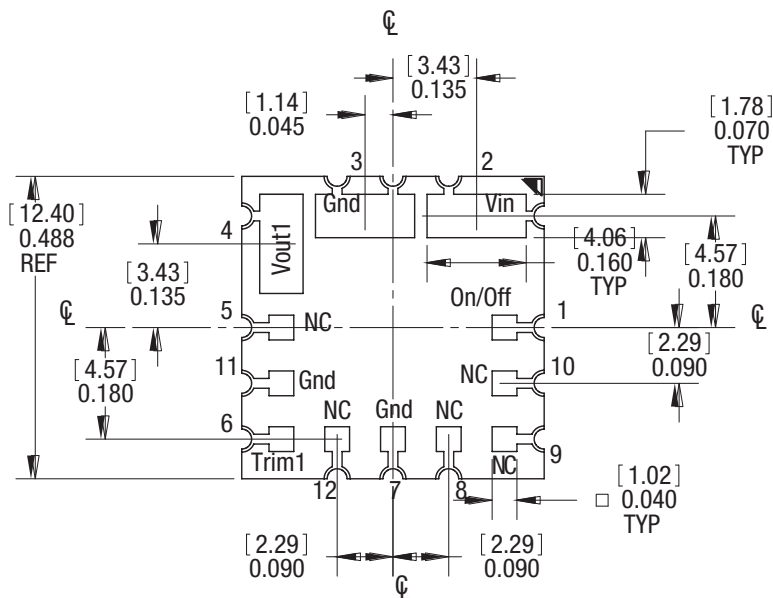 ℄
[3.43]
0.135
[1.14]
0.045
[1.78]
0.070
TYP
3
2
[12.40]
0.488
REF
4
Gnd
Vin
Vout1
[3.43]
0.135
[4.06]
0.160
TYP
[4.57]
0.180
On/Off
℄
5
NC
1
℄
[4.57]
0.180
11
Gnd
NC
10
[2.29]
0.090
6
Trim1
NC
Gnd
NC
NC
9
12
7
8
[1.02]
□ 0.040
TYP
[2.29]
0.090
[2.29]
0.090
℄